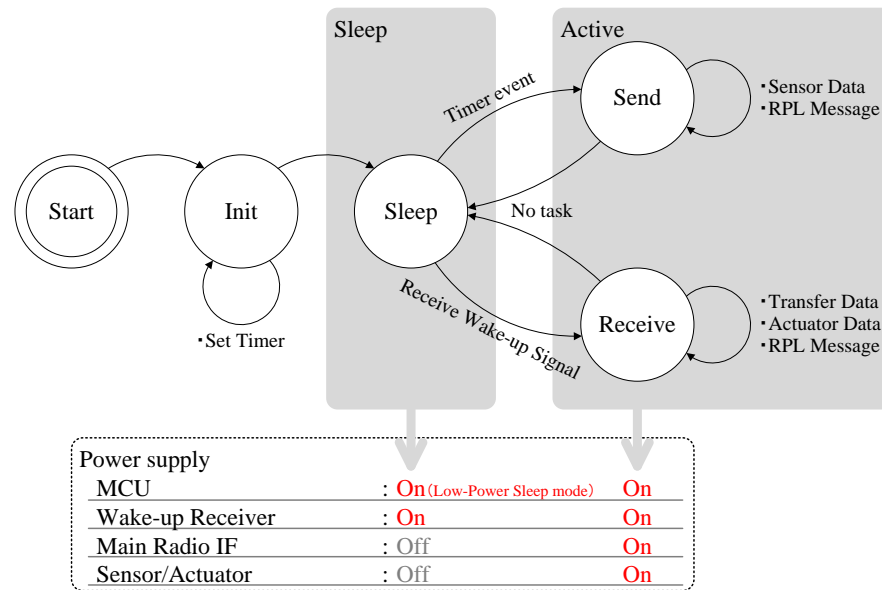 Sleep
Active
Timer event
Send
・Sensor Data
・RPL Message
Start
Init
Sleep
No task
・Set Timer
Receive Wake-up Signal
Receive
・Transfer Data
・Actuator Data
・RPL Message
Power supply
MCU : On（Low-Power Sleep mode） On
Wake-up Receiver : On On
Main Radio IF : Off On
Sensor/Actuator : Off On